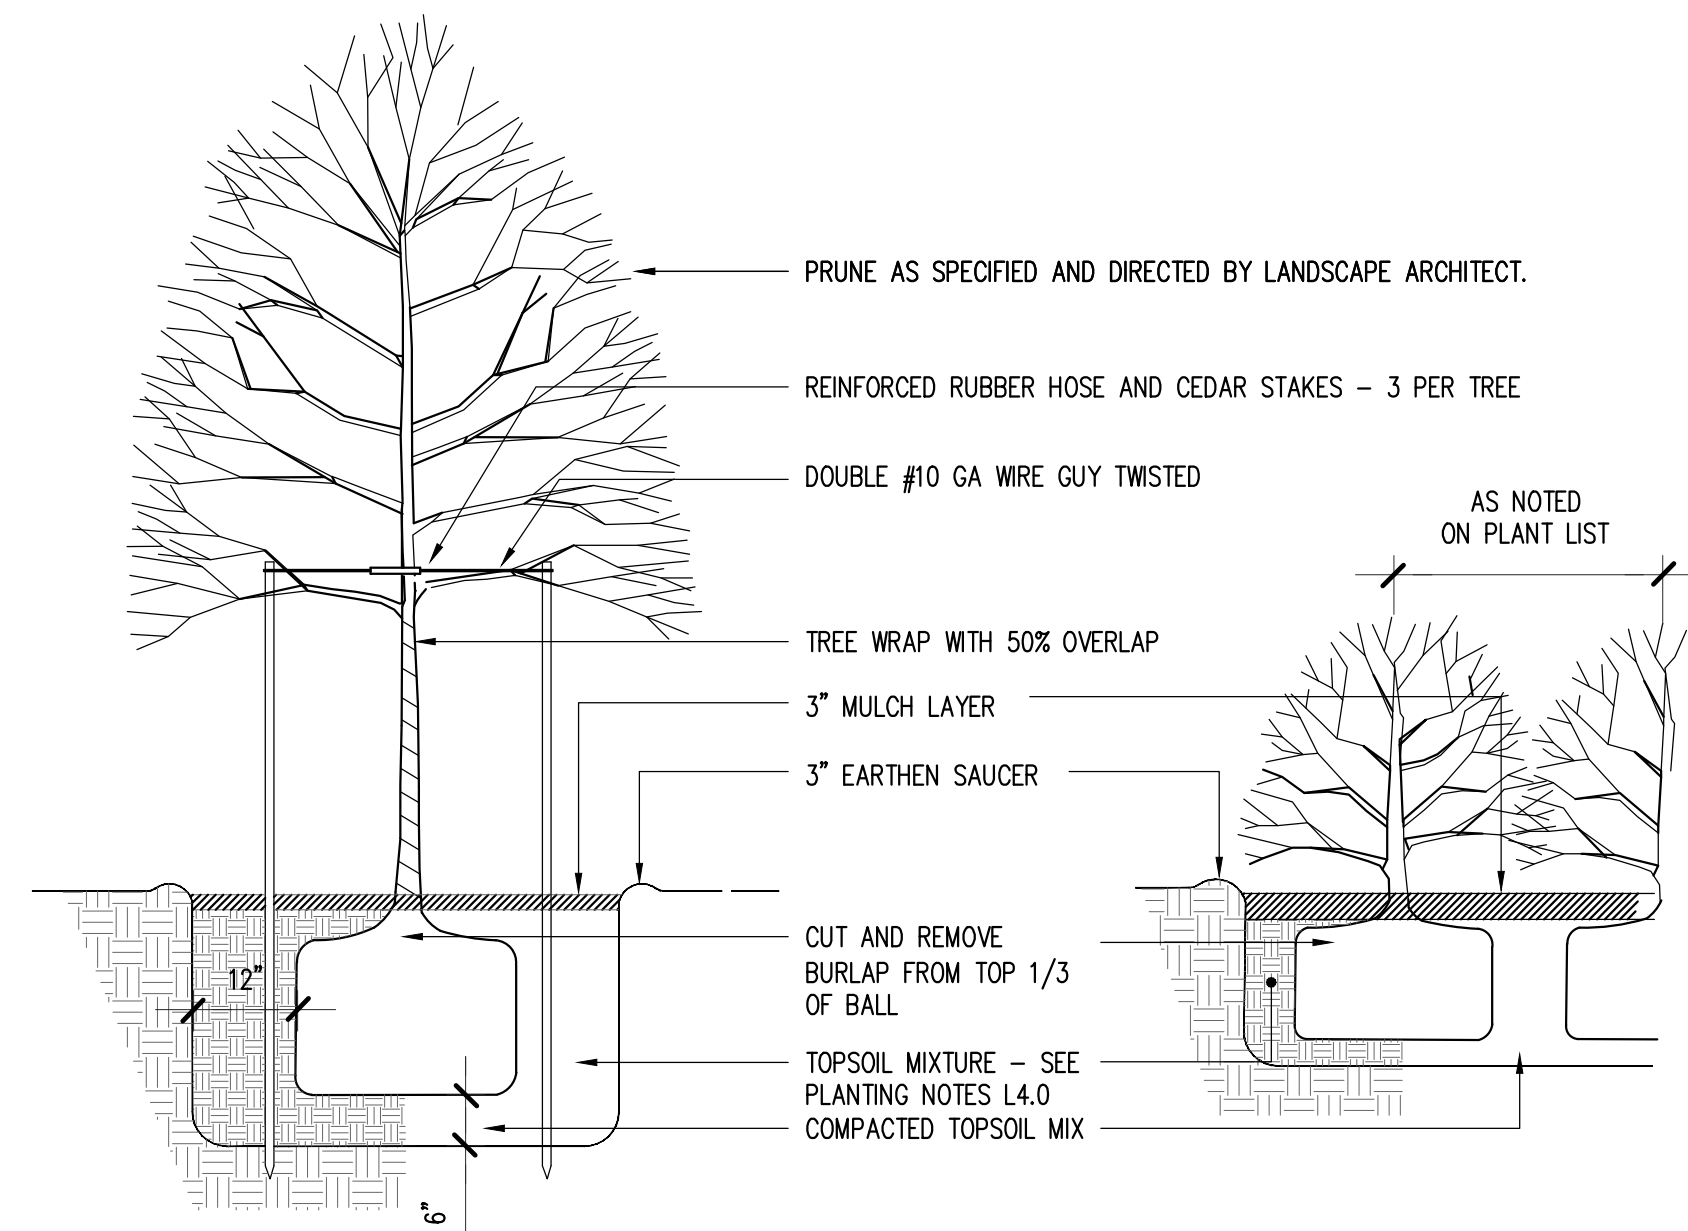 PRUNE AS SPECIFIED AND DIRECTED BY LANDSCAPE ARCHITECT.
REINFORCED RUBBER HOSE AND CEDAR STAKES – 3 PER TREE
DOUBLE #10 GA WIRE GUY TWISTED
AS NOTED
ON PLANT LIST
TREE WRAP WITH 50% OVERLAP
3" MULCH LAYER
3" EARTHEN SAUCER
CUT AND REMOVE
BURLAP FROM TOP 1/3
OF BALL
12"
TOPSOIL MIXTURE – SEE
PLANTING NOTES L4.0
COMPACTED TOPSOIL MIX
6"